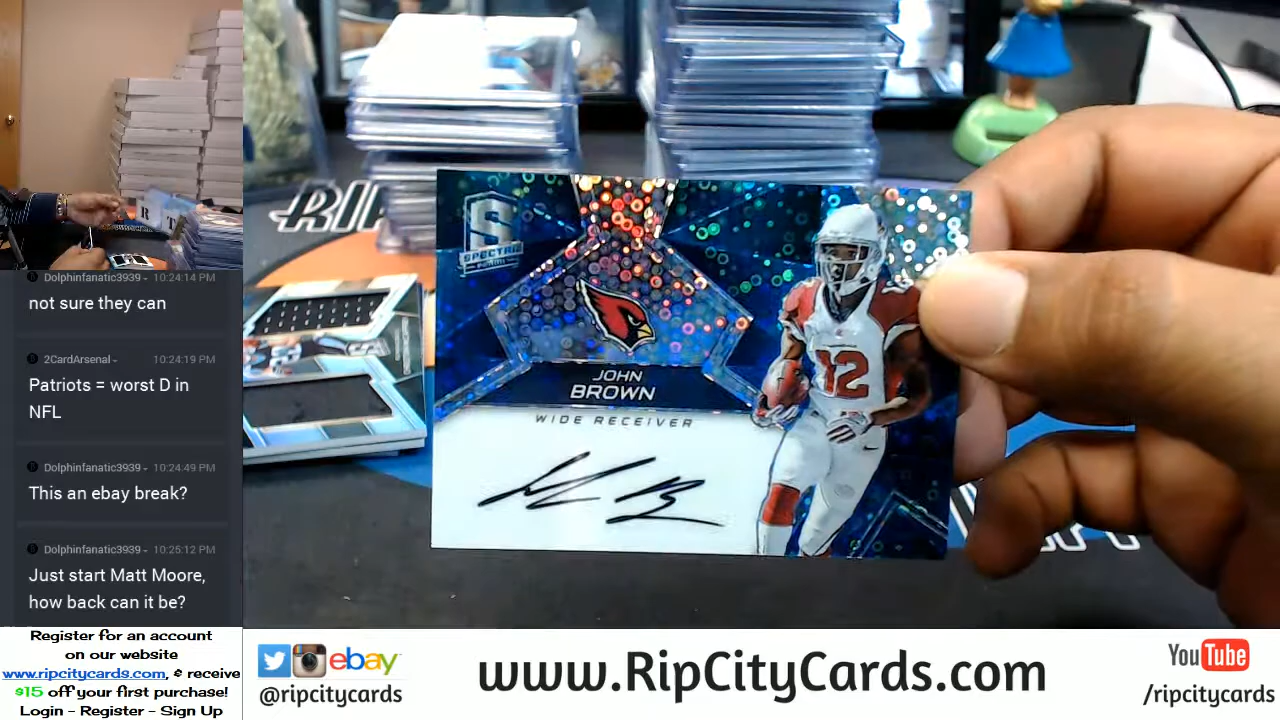 Dolphinfanatic3939 - 10:24:14 PM
not sure they can
2CardArsenal - 10:24:19 PM
Patriots = worst D in
NFL
Dolphinfanatic3939 - 10:24:49 PM
This an ebay break?
Dolphinfanatic3939 - 10:25:12 PM
Just start Matt Moore,
how back can it be?
Register for an account
on our website
www.ripcitycards.com, & receive
$15 off your first purchase!
Login - Register - Sign Up
RIP
R T
S
SPECTRA
JOHN
BROWN
WIDE RECEIVER
12
ebay
@ripcitycards
www.RipCityCards.com
YouTube
/ripcitycards